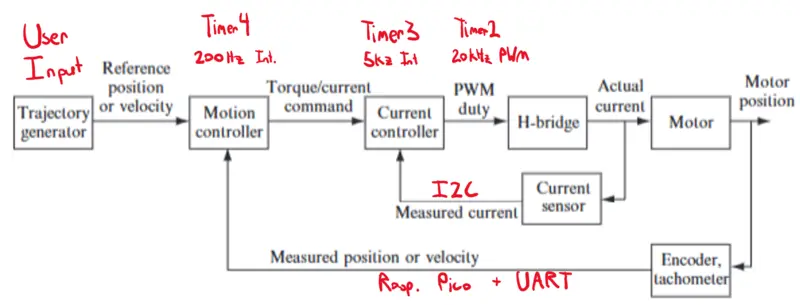 User
Input
Timer4
200Hz Int.
Timer3
5kz Int
Timer2
20kHz PWM
Reference
position
or velocity
Torque/current
command
PWM
duty
Actual
current
Motor
position
Trajectory
generator
Motion
controller
Current
controller
H-bridge
Motor
I2C
Measured current
Current
sensor
Measured position or velocity
Rasp. Pico + UART
Encoder,
tachometer